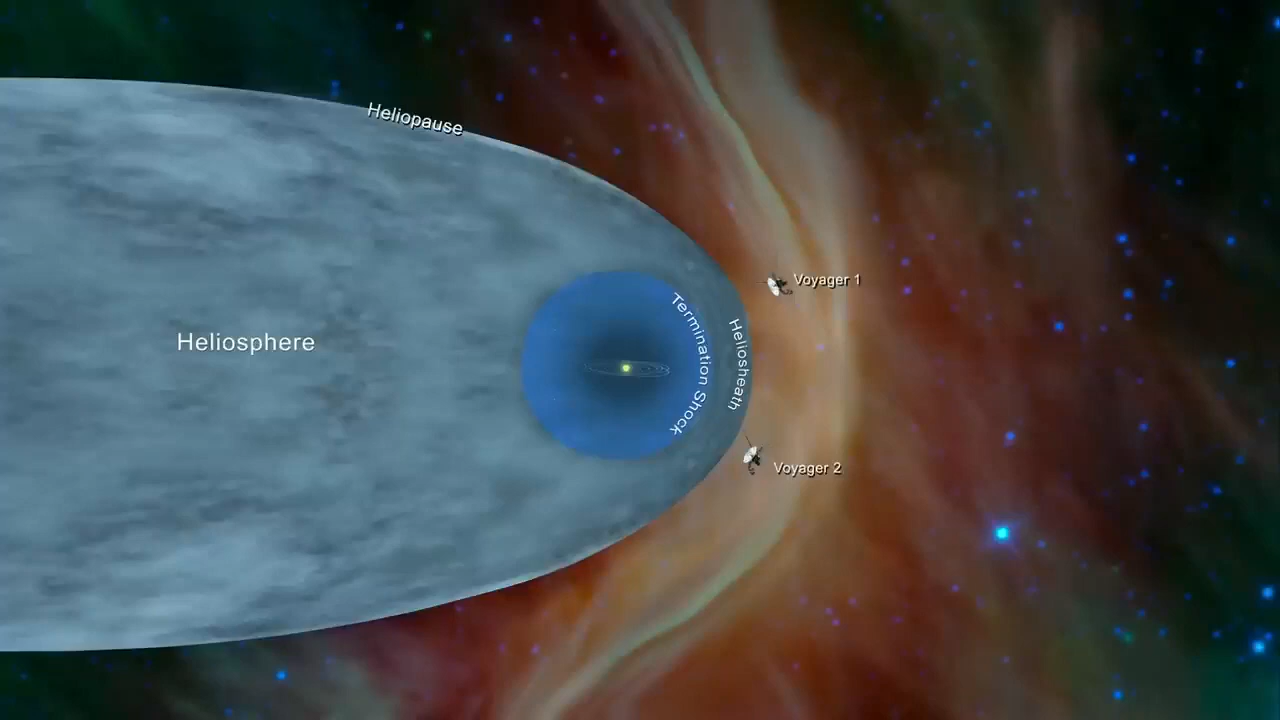 Heliopause
Voyager 1
Termination Shock
Heliosheath
Heliosphere
Voyager 2